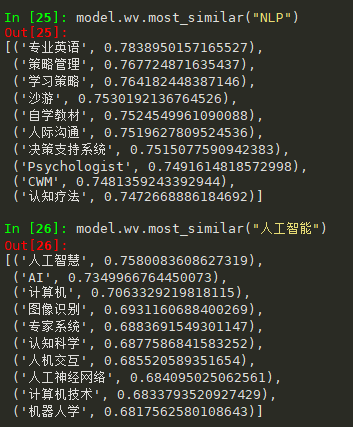 In [25]: model.wv.most_similar("NLP")
Out[25]:
[('专业英语', 0.7838950157165527),
('策略管理', 0.767724871635437),
('学习策略', 0.764182448387146),
('沙游', 0.7530192136764526),
('自学教材', 0.7524549961090088),
('人际沟通', 0.7519627809524536),
('决策支持系统', 0.7515077590942383),
('Psychologist', 0.7491614818572998),
('CWM', 0.7481359243392944),
('认知疗法', 0.7472668886184692)]
In [26]: model.wv.most_similar("人工智能")
Out[26]:
[('人工智慧', 0.7580083608627319),
('AI', 0.7349966764450073),
('计算机', 0.7063329219818115),
('图像识别', 0.6931160688400269),
('专家系统', 0.6883691549301147),
('认知科学', 0.6877586841583252),
('人机交互', 0.685520589351654),
('人工神经网络', 0.684095025062561),
('计算机技术', 0.6833793520927429),
('机器人学', 0.6817562580108643)]